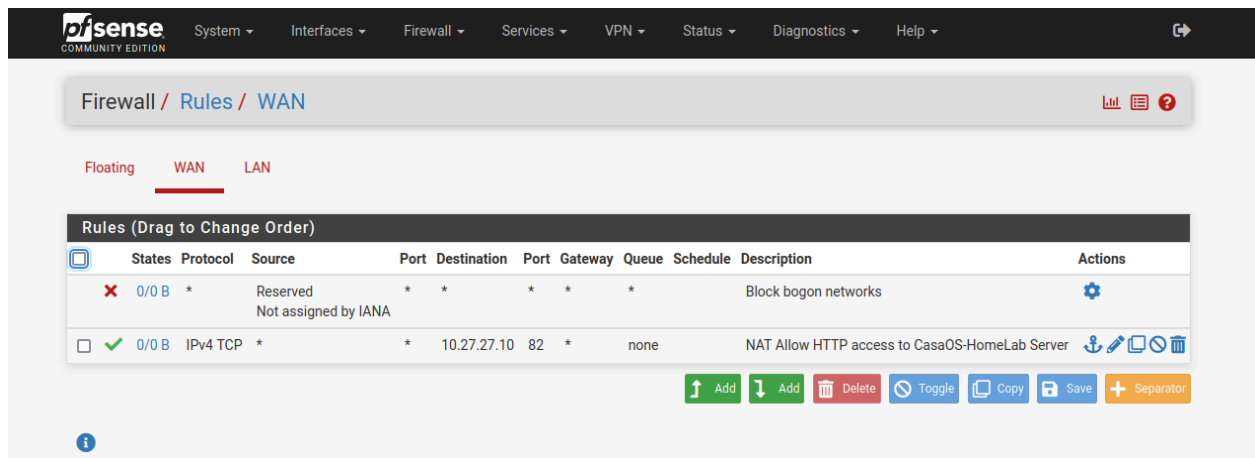 pfsense System Interfaces Firewall Services VPN Status Diagnostics Help
COMMUNITY EDITION
Firewall / Rules / WAN
Floating WAN LAN
Rules (Drag to Change Order)
States Protocol Source Port Destination Port Gateway Queue Schedule Description Actions
0/0 B * Reserved * * * * * Block bogon networks
Not assigned by IANA
0/0 B IPv4 TCP * * 10.27.27.10 82 * none NAT Allow HTTP access to CasaOS-HomeLab Server
Add Add Delete Toggle Copy Save Separator